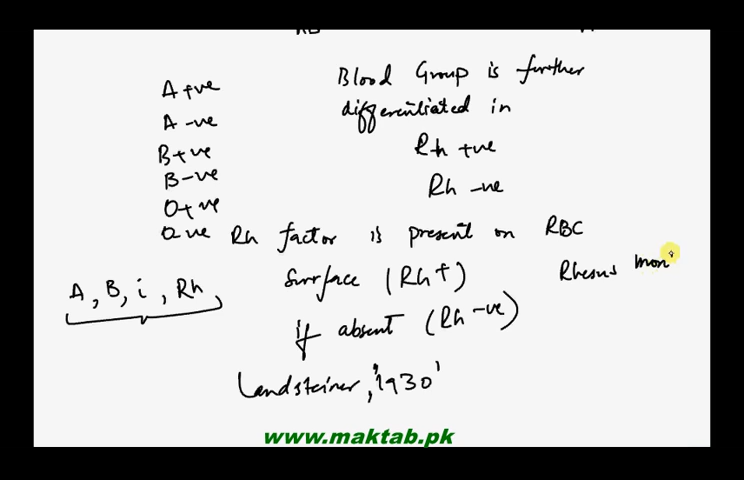 A +ve
A -ve
B +ve
B -ve
O +ve
O -ve
Blood Group is further
differentiated in
Rh +ve
Rh -ve
Rh factor is present on RBC
Surface (Rh+)
if absent (Rh -ve)
Landsteiner, '1930'
A, B, i, Rh,
Rhesus mon
www.maktab.pk